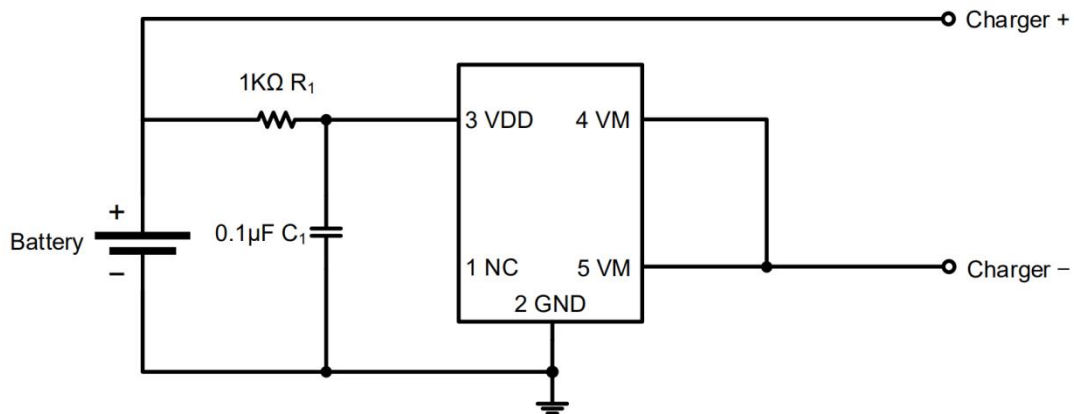 Charger +
1KΩ R₁
3 VDD
4 VM
+
Battery
−
0.1µF C₁
1 NC
5 VM
2 GND
Charger −